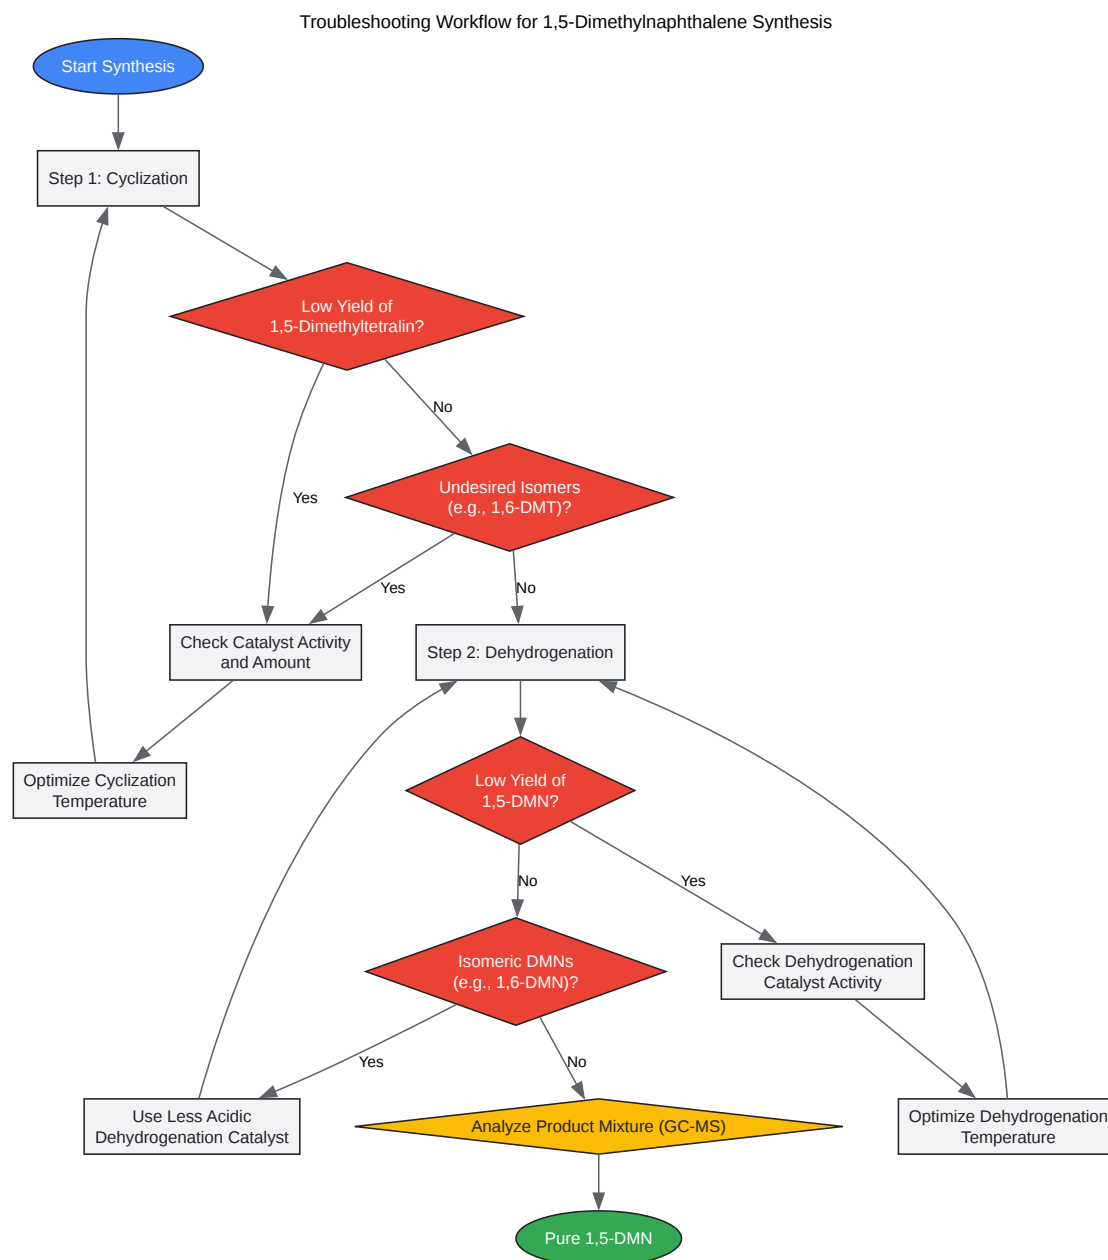 Troubleshooting Workflow for 1,5-Dimethylnaphthalene Synthesis
Start Synthesis
Step 1: Cyclization
Low Yield of
1,5-Dimethyltetralin?
No
Undesired Isomers
(e.g., 1,6-DMT)?
Yes
Yes
No
Check Catalyst Activity
and Amount
Step 2: Dehydrogenation
Optimize Cyclization
Temperature
Low Yield of
1,5-DMN?
No
Yes
Isomeric DMNs
(e.g., 1,6-DMN)?
Check Dehydrogenation
Catalyst Activity
Yes
No
Use Less Acidic
Dehydrogenation Catalyst
Analyze Product Mixture (GC-MS)
Optimize Dehydrogenation
Temperature
Pure 1,5-DMN